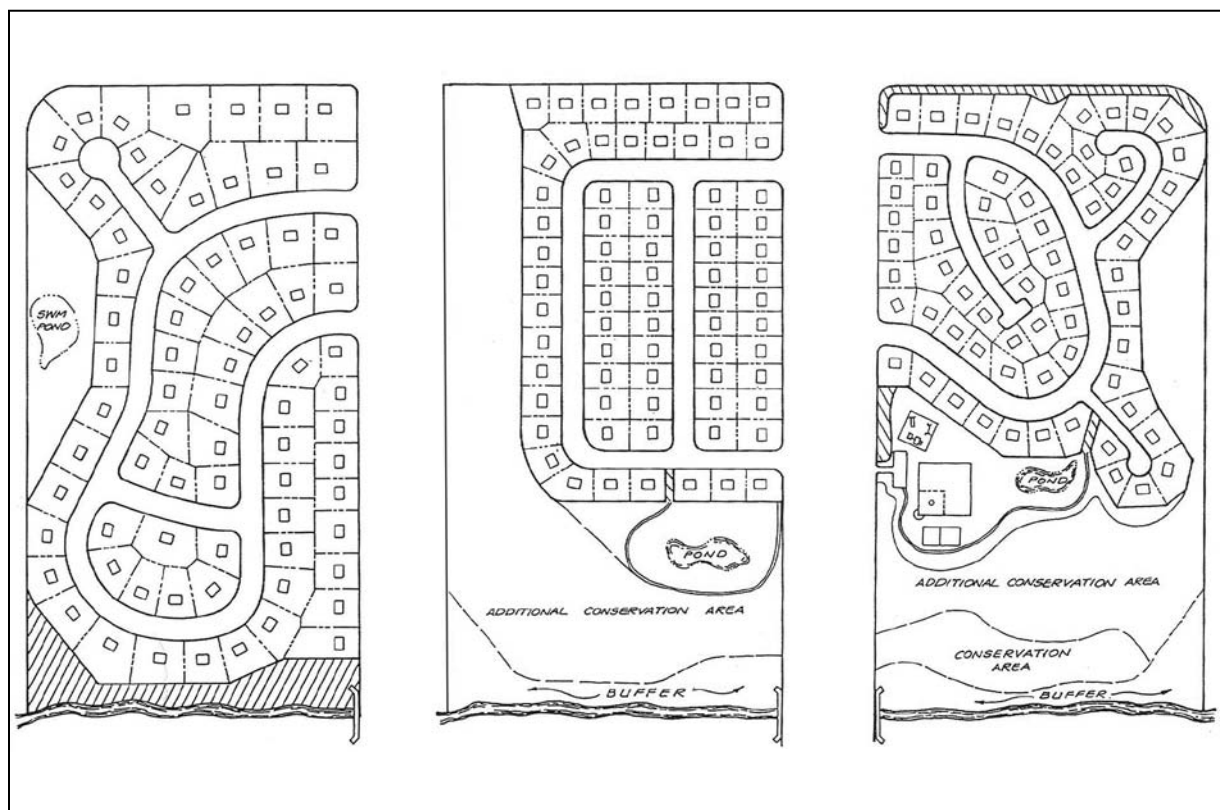 SWM
POND
POND
ADDITIONAL CONSERVATION AREA
BUFFER
POND
ADDITIONAL CONSERVATION AREA
CONSERVATION
AREA
BUFFER